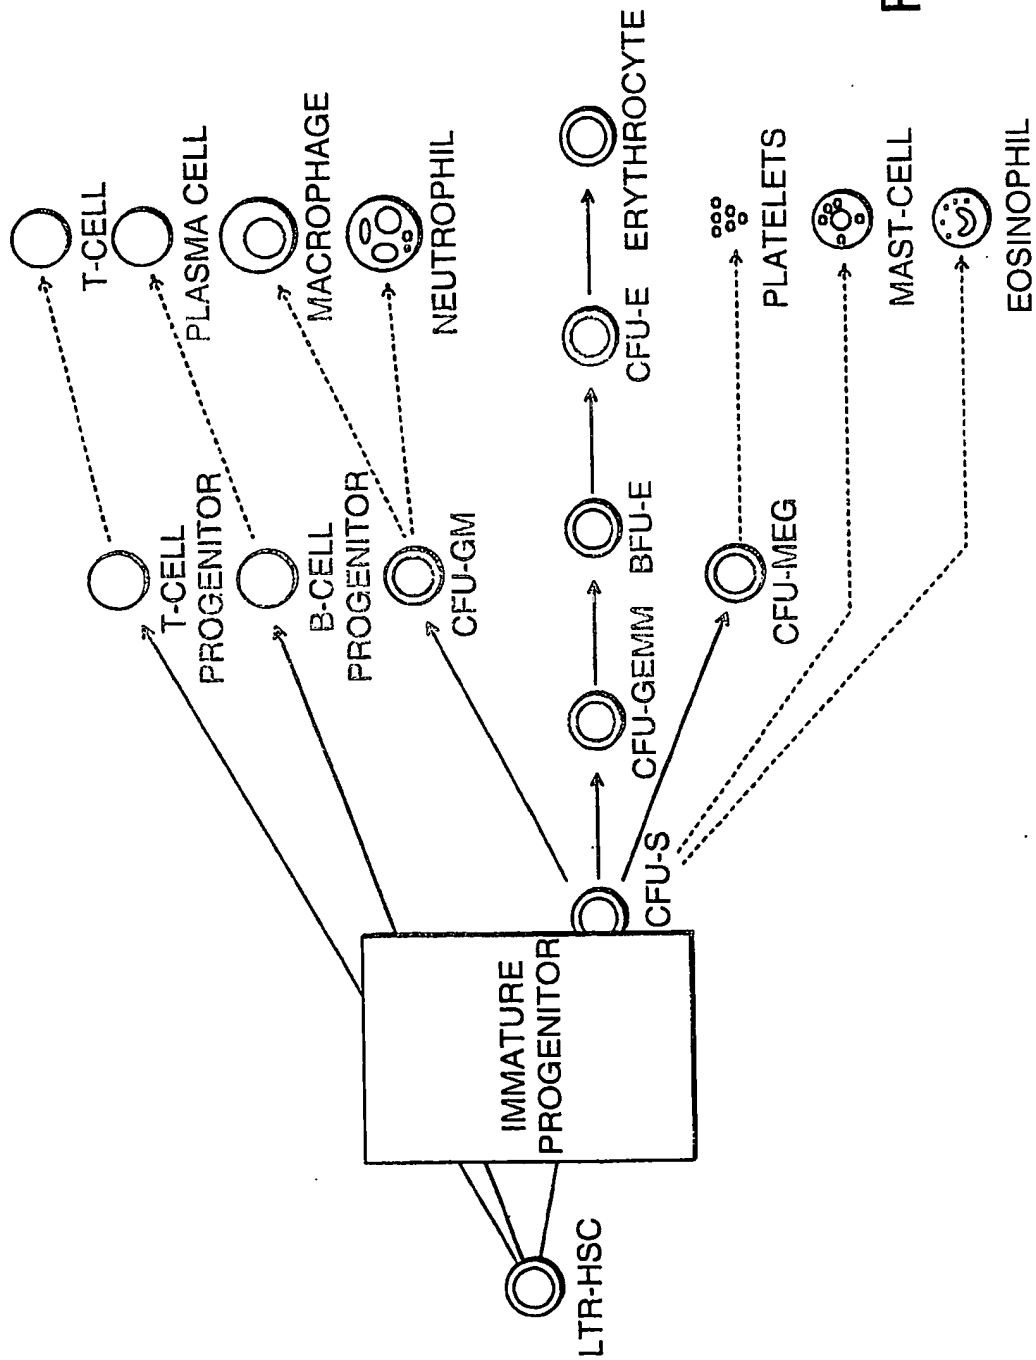 LTR-HSC
IMMATURE
PROGENITOR
CFU-S
T-CELL
PROGENITOR
B-CELL
PROGENITOR
CFU-GM
CFU-GEMM
BFU-E
CFU-E
ERYTHROCYTE
CFU-MEG
T-CELL
PLASMA CELL
MACROPHAGE
NEUTROPHIL
PLATELETS
MAST-CELL
EOSINOPHIL